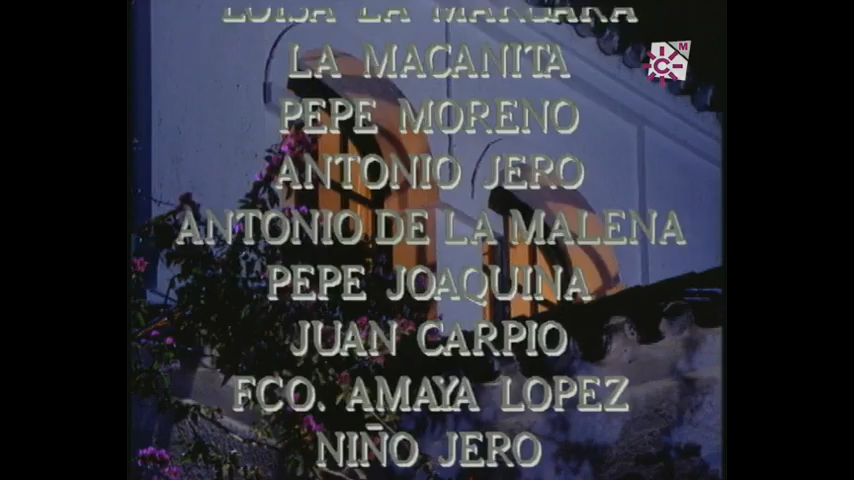 LA MACANITA
PEPE MORENO
ANTONIO JERO
ANTONIO DE LA MALENA
PEPE JOAQUINA
JUAN CARPIO
FCO. AMAYA LOPEZ
NIÑO JERO
C M